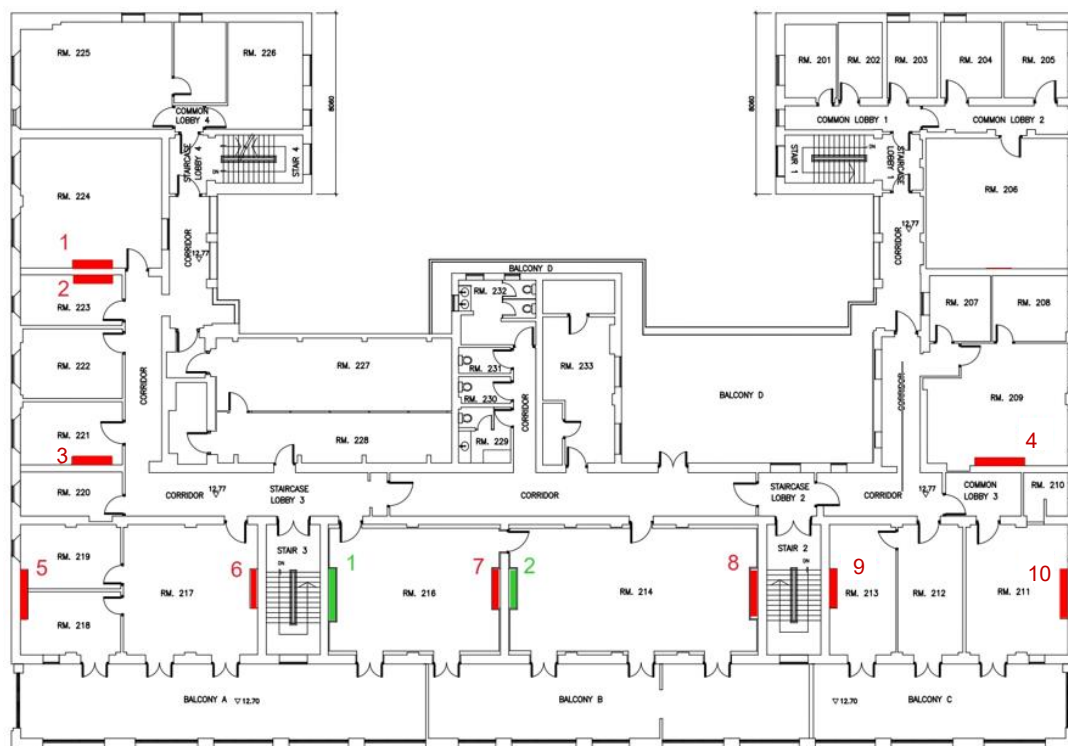 RM. 225
RM. 226
COMMON
LOBBY 4
STAIRCASE
LOBBY 4
STAIR 4
DN
8060
8060
RM. 201
RM. 202
RM. 203
RM. 204
RM. 205
COMMON LOBBY 1
COMMON LOBBY 2
STAIR 1
DN
STAIRCASE
LOBBY 1
RM. 224
1
CORRIDOR
12.77
RM. 206
CORRIDOR
12.77
2
RM. 223
BALCONY D
RM. 232
RM. 207
RM. 208
RM. 222
CORRIDOR
RM. 227
RM. 231
RM. 233
BALCONY D
CORRIDOR
RM. 209
RM. 230
CORRIDOR
RM. 221
3
RM. 228
RM. 229
4
RM. 220
CORRIDOR
12.77
STAIRCASE
LOBBY 3
CORRIDOR
STAIRCASE
LOBBY 2
CORRIDOR
12.77
COMMON
LOBBY 3
RM. 210
RM. 219
5
6
STAIR 3
DN
1
7
2
8
STAIR 2
DN
9
10
RM. 217
RM. 216
RM. 214
RM. 213
RM. 212
RM. 211
RM. 218
BALCONY A
12.70
BALCONY B
12.70
BALCONY C